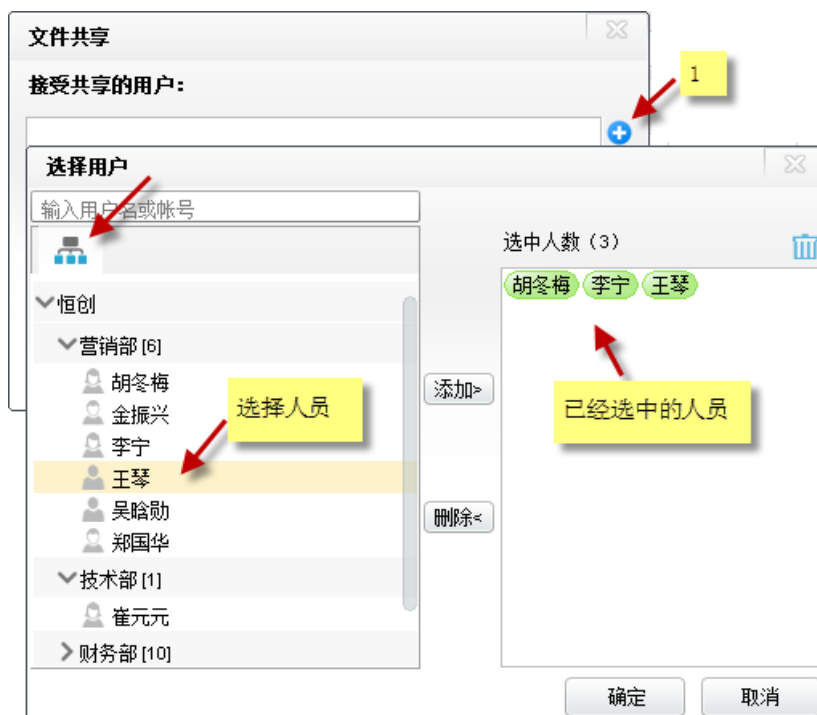 文件共享
接受共享的用户：
1
选择用户
输入用户名或帐号
选中人数（3）
胡冬梅 李宁 王琴
恒创
营销部 [6]
胡冬梅
金振兴
李宁
王琴
吴晗勋
郑国华
技术部 [1]
崔元元
财务部 [10]
选择人员
添加>
删除<
已经选中的人员
确定
取消